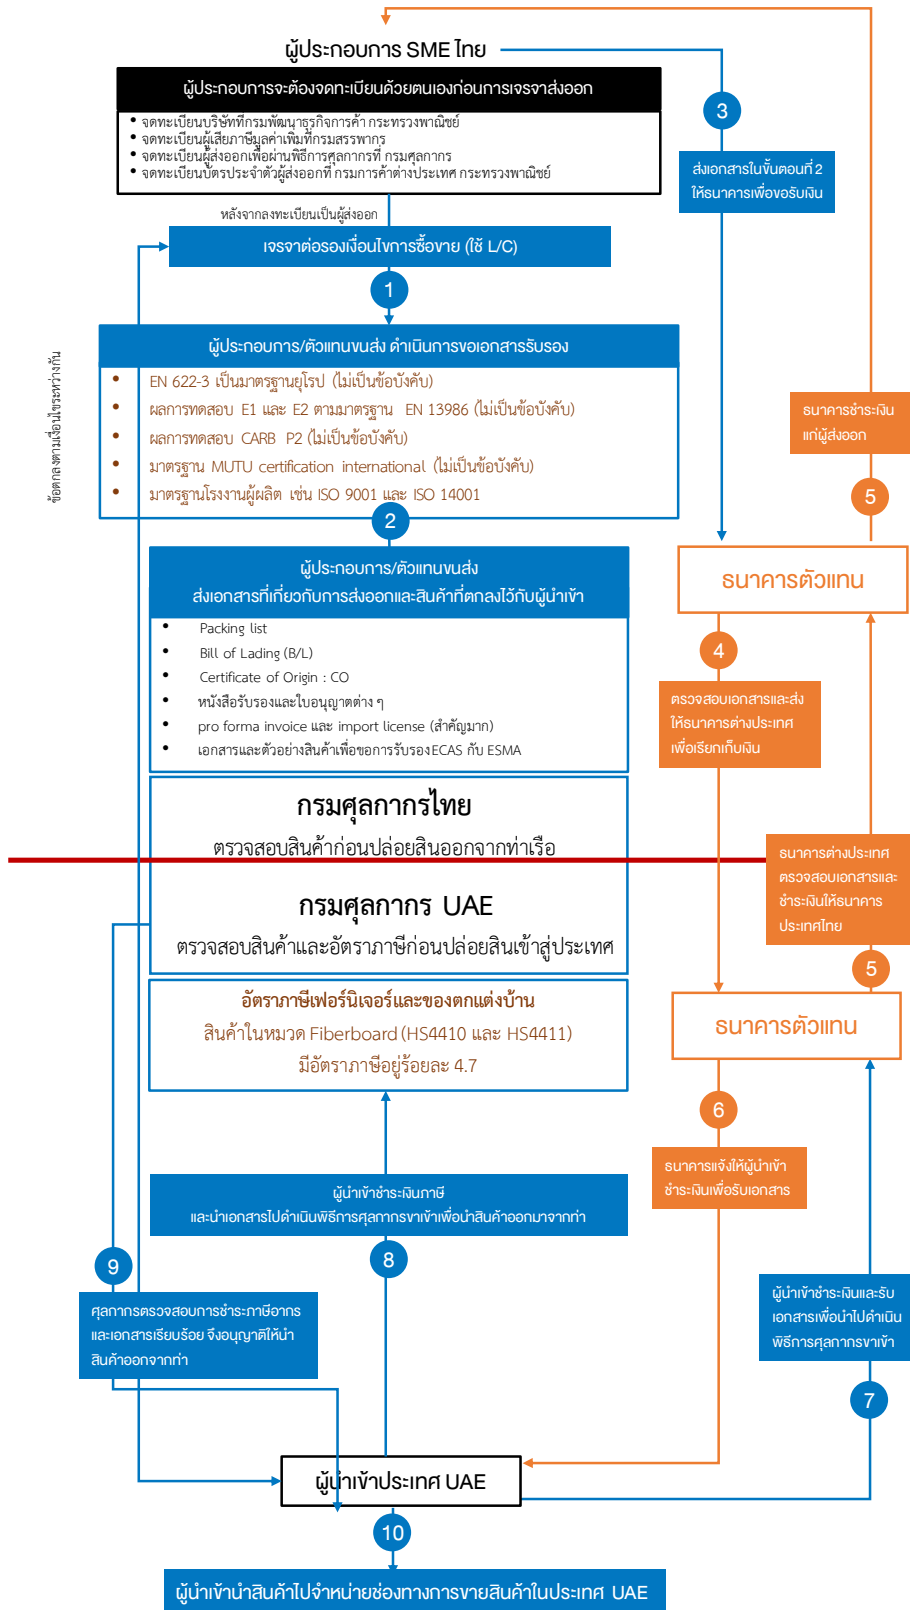 ผู้ประกอบการ SME ไทย
ผู้ประกอบการจะต้องจดทะเบียนด้วยตนเองก่อนการเจรจาส่งออก
• จดทะเบียนบริษัทที่กรมพัฒนาธุรกิจการค้า กระทรวงพาณิชย์
• จดทะเบียนผู้เสียภาษีมูลค่าเพิ่มที่กรมสรรพากร
• จดทะเบียนผู้ส่งออกเพื่อผ่านพิธีการศุลกากรที่ กรมศุลกากร
• จดทะเบียนบัตรประจำตัวผู้ส่งออกที่ กรมการค้าต่างประเทศ กระทรวงพาณิชย์
3
ส่งเอกสารในขั้นตอนที่ 2
ให้ธนาคารเพื่อขอรับเงิน
หลังจากลงทะเบียนเป็นผู้ส่งออก
เจรจาต่อรองเงื่อนไขการซื้อขาย (ใช้ L/C)
1
ข้อตกลงตามเงื่อนไขระหว่างกัน
ผู้ประกอบการ/ตัวแทนขนส่ง ดำเนินการขอเอกสารรับรอง
• EN 622-3 เป็นมาตรฐานยุโรป (ไม่เป็นข้อบังคับ)
• ผลการทดสอบ E1 และ E2 ตามมาตรฐาน EN 13986 (ไม่เป็นข้อบังคับ)
• ผลการทดสอบ CARB P2 (ไม่เป็นข้อบังคับ)
• มาตรฐาน MUTU certification international (ไม่เป็นข้อบังคับ)
• มาตรฐานโรงงานผู้ผลิต เช่น ISO 9001 และ ISO 14001
ธนาคารชำระเงิน
แก่ผู้ส่งออก
5
2
ผู้ประกอบการ/ตัวแทนขนส่ง
ส่งเอกสารที่เกี่ยวกับการส่งออกและสินค้าที่ตกลงไว้กับผู้นำเข้า
• Packing list
• Bill of Lading (B/L)
• Certificate of Origin : CO
• หนังสือรับรองและใบอนุญาตต่าง ๆ
• pro forma invoice และ import license (สำคัญมาก)
• เอกสารและตัวอย่างสินค้าเพื่อขอการรับรองECAS กับ ESMA
ธนาคารตัวแทน
4
ตรวจสอบเอกสารและส่ง
ให้ธนาคารต่างประเทศ
เพื่อเรียกเก็บเงิน
กรมศุลกากรไทย
ตรวจสอบสินค้าก่อนปล่อยสินออกจากท่าเรือ
กรมศุลกากร UAE
ตรวจสอบสินค้าและอัตราภาษีก่อนปล่อยสินเข้าสู่ประเทศ
ธนาคารต่างประเทศ
ตรวจสอบเอกสารและ
ชำระเงินให้ธนาคาร
ประเทศไทย
5
อัตราภาษีเฟอร์นิเจอร์และของตกแต่งบ้าน
สินค้าในหมวด Fiberboard (HS4410 และ HS4411)
มีอัตราภาษีอยู่ร้อยละ 4.7
ธนาคารตัวแทน
6
ธนาคารแจ้งให้ผู้นำเข้า
ชำระเงินเพื่อรับเอกสาร
ผู้นำเข้าชำระเงินภาษี
และนำเอกสารไปดำเนินพิธีการศุลกากรขาเข้าเพื่อนำสินค้าออกมาจากท่า
8
9
ศุลกากรตรวจสอบการชำระภาษีอากร
และเอกสารเรียบร้อย จึงอนุญาติให้นำ
สินค้าออกจากท่า
ผู้นำเข้าชำระเงินและรับ
เอกสารเพื่อนำไปดำเนิน
พิธีการศุลกากรขาเข้า
7
ผู้นำเข้าประเทศ UAE
10
ผู้นำเข้านำสินค้าไปจำหน่ายช่องทางการขายสินค้าในประเทศ UAE